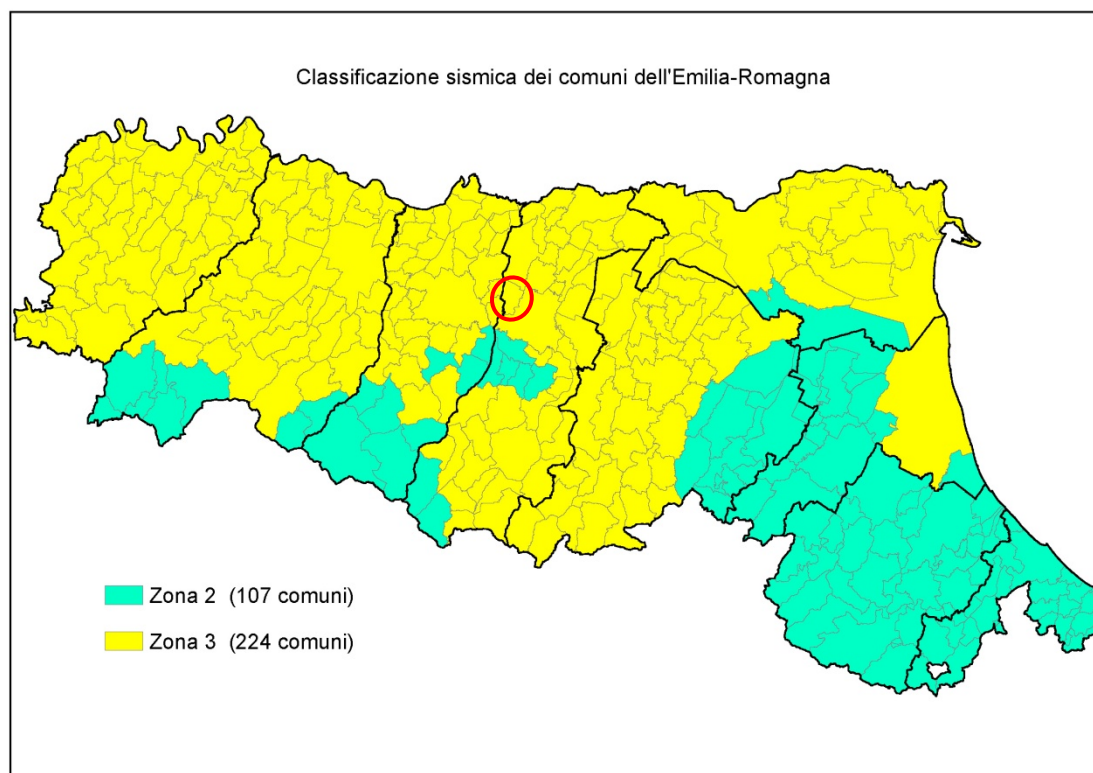 Classificazione sismica dei comuni dell'Emilia-Romagna
Zona 2 (107 comuni)
Zona 3 (224 comuni)